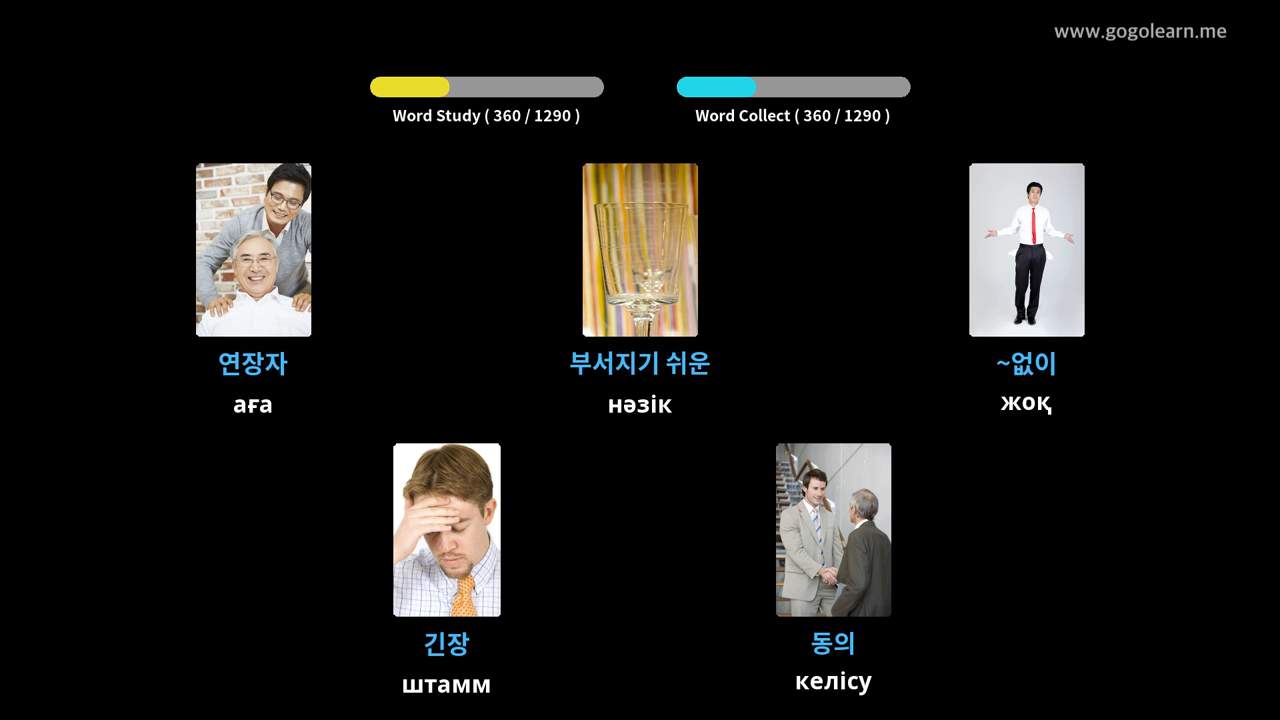 www.gogolearn.me
Word Study ( 360 / 1290 )
Word Collect ( 360 / 1290 )
연장자
부서지기 쉬운
~없이
аға
нәзік
жоқ
긴장
동의
штамм
келісу